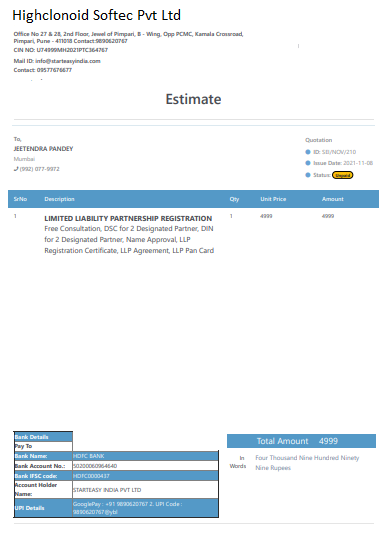 Highclonoid Softec Pvt Ltd
Office No 27 & 28, 2nd Floor, Jewel of Pimpari, B - Wing, Opp PCMC, Kamala Crossroad,
Pimpari, Pune - 411018 Contact:9890620767
CIN NO: U74999MH2021PTC364767
Mail ID: info@starteasyindia.com
Contact: 09577676677
Estimate
To,
JEETENDRA PANDEY
Mumbai
(992) 077-9972
Quotation
ID: SD/NOV/210
Issue Date: 2021-11-08
Status: Unpaid
SrNo Description Qty Unit Price Amount
1 LIMITED LIABILITY PARTNERSHIP REGISTRATION 1 4999 4999
Free Consultation, DSC for 2 Designated Partner, DIN
for 2 Designated Partner, Name Approval, LLP
Registration Certificate, LLP Agreement, LLP Pan Card
Bank Details
Pay To
Bank Name: HDFC BANK
Bank Account No.: 50200060964640
Bank IFSC code: HDFC0000437
Account Holder Name: STARTEASY INDIA PVT LTD
UPI Details GooglePay : +91 9890620767 2. UPI Code :
9890620767@ybl
Total Amount 4999
In Words Four Thousand Nine Hundred Ninety
Nine Rupees